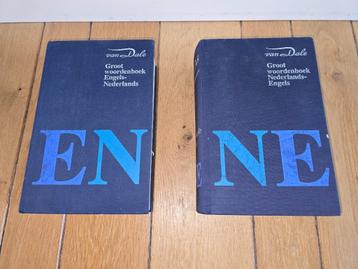 van Dale
Groot
woordenboek
Engels-
Nederlands
EN
van Dale
Groot
woordenboek
Nederlands-
Engels
NE